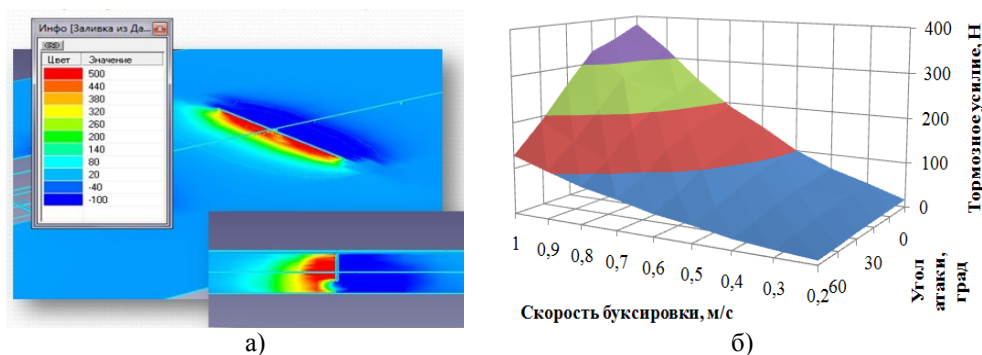 Инфо [Заливка из Да...
Цвет Значение
500
440
380
320
260
200
140
80
20
-40
-100
а)
400
300
200
100
0
Тормозное усилие, Н
1 0,9 0,8 0,7 0,6 0,5 0,4 0,3 0,2
60 30 0
Скорость буксировки, м/с
Угол
атаки,
град
б)